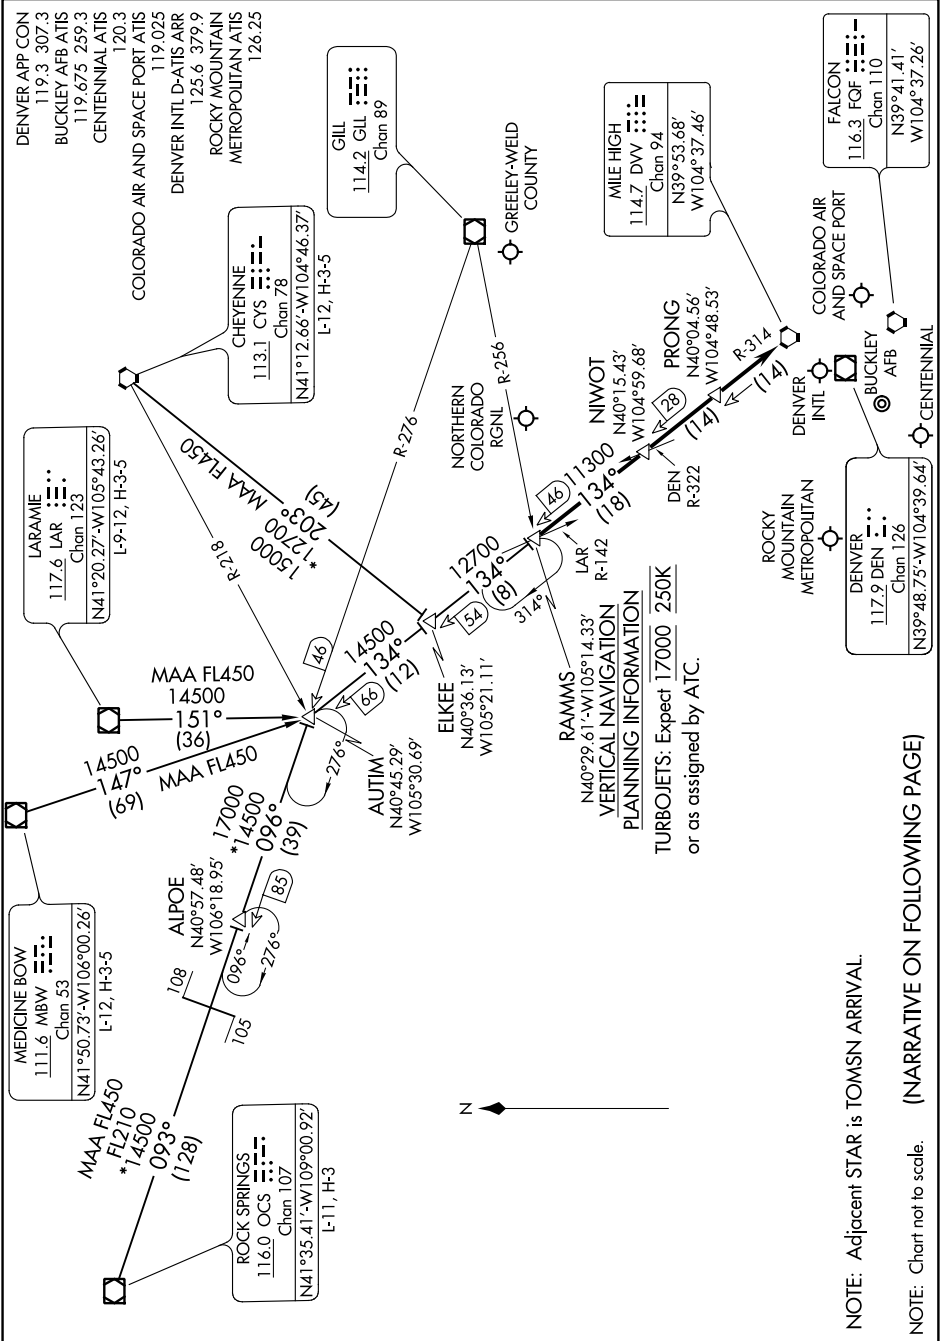 DENVER APP CON
119.3 307.3
BUCKLEY AFB ATIS
119.675 259.3
CENTENNIAL ATIS
120.3
COLORADO AIR AND SPACE PORT ATIS
119.025
DENVER INTL D-ATIS ARR
125.6 379.9
ROCKY MOUNTAIN
METROPOLITAN ATIS
126.25
MEDICINE BOW
111.6 MBW
Chan 53
N41°50.73'-W106°00.26'
L-12, H-3-5
LARAMIE
117.6 LAR
Chan 123
N41°20.27'-W105°43.26'
L-9-12, H-3-5
CHEYENNE
113.1 CYS
Chan 78
N41°12.66'-W104°46.37'
L-12, H-3-5
GILL
114.2 GLL
Chan 89
ROCK SPRINGS
116.0 OCS
Chan 107
N41°35.41'-W109°00.92'
L-11, H-3
MAA FL450
FL210
*14500
093°
(128)
108
105
ALPOE
N40°57.48'
W106°18.95'
096°
276°
85
17000
*14500
096°
(39)
14500
147°
(69)
MAA FL450
MAA FL450
14500
151°
(36)
R-218
MAA FL450
15000
*12700
203°
(45)
R-276
46
276°
AUTIM
N40°45.29'
W105°30.69'
66
14500
134°
(12)
ELKEE
N40°36.13'
W105°21.11'
54
12700
134°
(8)
314°
RAMMS
N40°29.61'-W105°14.33'
LAR
R-142
R-256
46
11300
134°
(18)
NIWOT
N40°15.43'
W104°59.68'
DEN
R-322
28
(14)
PRONG
N40°04.56'
W104°48.53'
R-314
(14)
GREELEY-WELD
COUNTY
NORTHERN
COLORADO
RGNL
MILE HIGH
114.7 DVV
Chan 94
N39°53.68'
W104°37.46'
FALCON
116.3 FQF
Chan 110
N39°41.41'
W104°37.26'
COLORADO AIR
AND SPACE PORT
DENVER
INTL
BUCKLEY
AFB
CENTENNIAL
ROCKY
MOUNTAIN
METROPOLITAN
DENVER
117.9 DEN
Chan 126
N39°48.75'-W104°39.64'
VERTICAL NAVIGATION
PLANNING INFORMATION
TURBOJETS: Expect 17000 250K
or as assigned by ATC.
N
NOTE: Adjacent STAR is TOMSN ARRIVAL.
NOTE: Chart not to scale.
(NARRATIVE ON FOLLOWING PAGE)